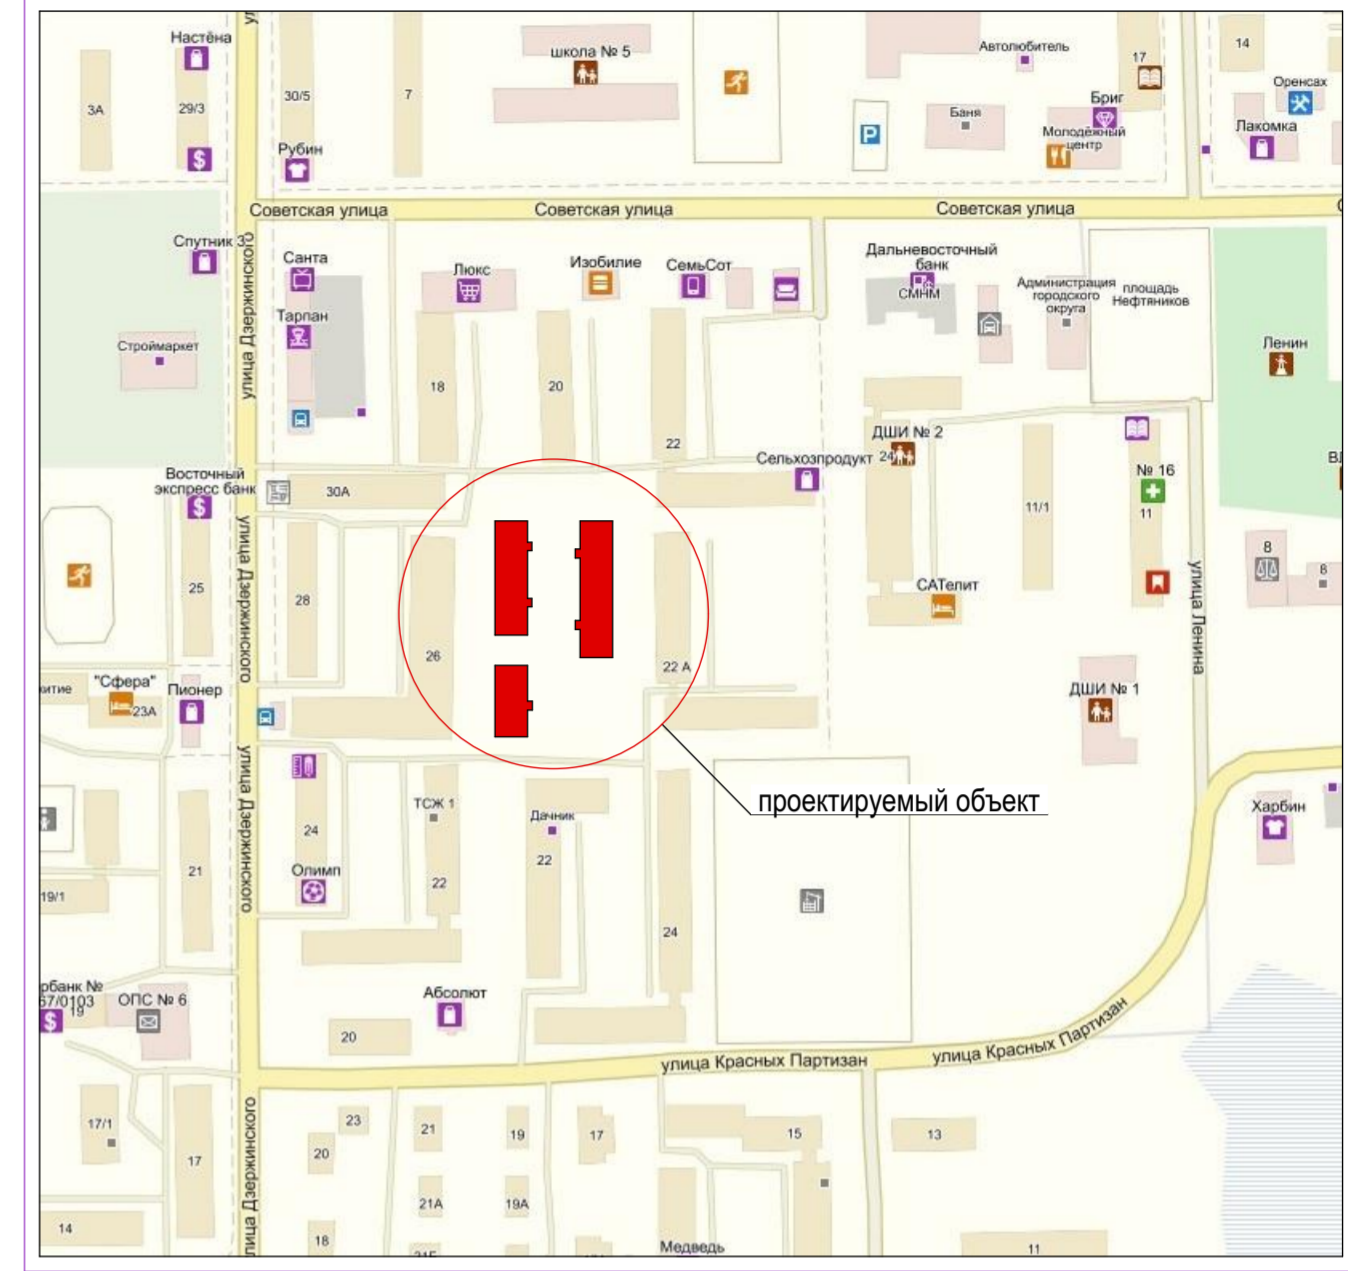 Настёна
школа № 5
Автолюбитель
17
14
3А
29/3
30/5
7
Баня
Бриг
Оренсах
Лакомка
Молодёжный
центр
Рубин
P
$
Советская улица
Советская улица
Советская улица
Спутник 3
Санта
Люкс
Изобилие
СемьСот
Дальневосточный
банк
СМНМ
Администрация
городского
округа
площадь
Нефтяников
Тарпан
улица Дзержинского
Строймаркет
Ленин
18
20
22
ДШИ № 2
24
Сельхозпродукт
Восточный
экспресс банк
$
30А
№ 16
11
11/1
улица Дзержинского
25
28
26
22 А
САТелит
улица Ленина
8
8
"Сфера"
23А
Пионер
ДШИ № 1
проектируемый объект
Харбин
улица Дзержинского
ТСЖ 1
Дачник
24
22
22
21
Олимп
19/1
24
Абсолют
ОПС № 6
рбанк №
57/0103
19
$
20
улица Красных Партизан
улица Красных Партизан
улица Дзержинского
17/1
17
23
20
21
19
17
15
13
21А
19А
14
18
Медведь
11